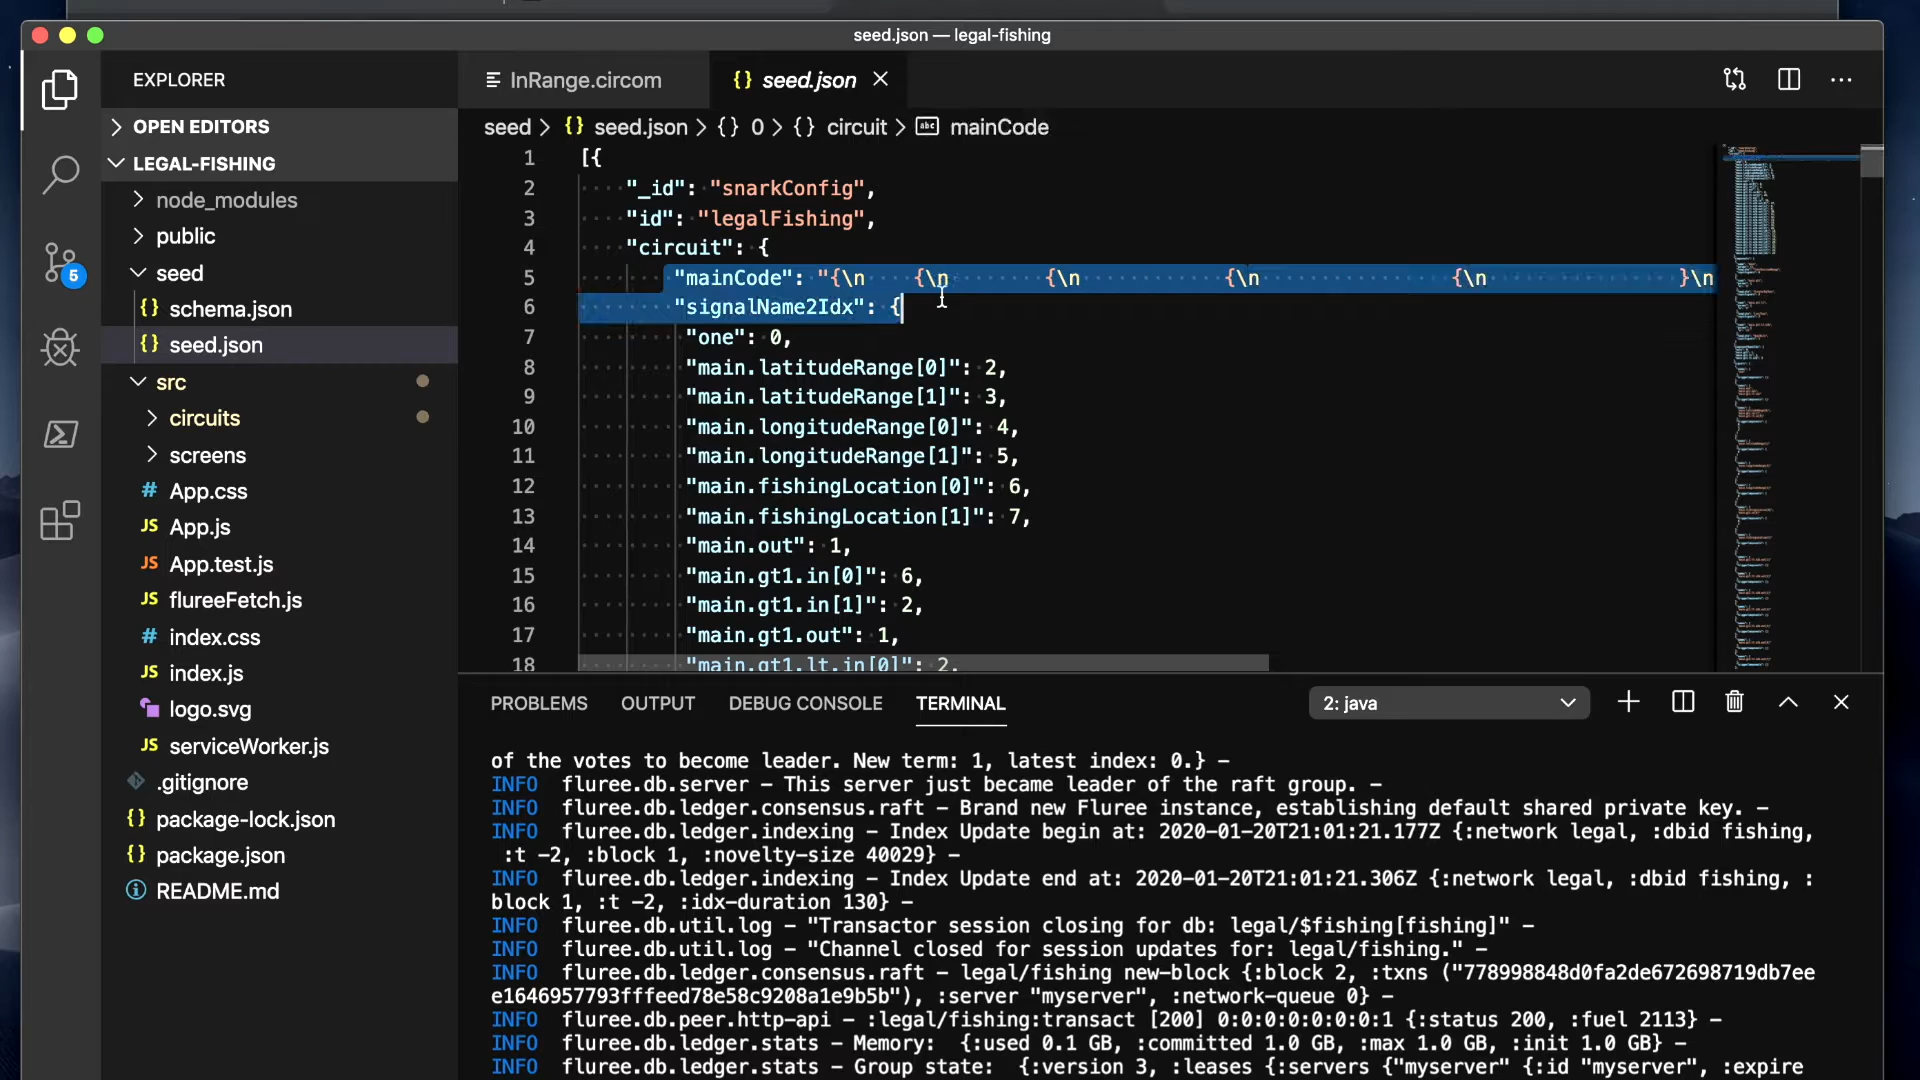 seed.json — legal-fishing
EXPLORER
OPEN EDITORS
LEGAL-FISHING
node_modules
public
seed
{} schema.json
{} seed.json
src
circuits
screens
# App.css
JS App.js
JS App.test.js
JS flureeFetch.js
# index.css
JS index.js
logo.svg
JS serviceWorker.js
.gitignore
{} package-lock.json
{} package.json
README.md
5
InRange.circom
{} seed.json
seed > {} seed.json > {} 0 > {} circuit > abc mainCode
1 [{
2 "_id": "snarkConfig",
3 "id": "legalFishing",
4 "circuit": {
5 "mainCode": "{\n {\n {\n {\n {\n }\n
6 "signalName2Idx": {
7 "one": 0,
8 "main.latitudeRange[0]": 2,
9 "main.latitudeRange[1]": 3,
10 "main.longitudeRange[0]": 4,
11 "main.longitudeRange[1]": 5,
12 "main.fishingLocation[0]": 6,
13 "main.fishingLocation[1]": 7,
14 "main.out": 1,
15 "main.gt1.in[0]": 6,
16 "main.gt1.in[1]": 2,
17 "main.gt1.out": 1,
18 "main.gt1.lt.in[0]": 2,
PROBLEMS OUTPUT DEBUG CONSOLE TERMINAL 2: java
of the votes to become leader. New term: 1, latest index: 0.} –
INFO fluree.db.server – This server just became leader of the raft group. –
INFO fluree.db.ledger.consensus.raft – Brand new Fluree instance, establishing default shared private key. –
INFO fluree.db.ledger.indexing – Index Update begin at: 2020-01-20T21:01:21.177Z {:network legal, :dbid fishing,
:t -2, :block 1, :novelty-size 40029} –
INFO fluree.db.ledger.indexing – Index Update end at: 2020-01-20T21:01:21.306Z {:network legal, :dbid fishing, :
block 1, :t -2, :idx-duration 130} –
INFO fluree.db.util.log – "Transactor session closing for db: legal/$fishing[fishing]" –
INFO fluree.db.util.log – "Channel closed for session updates for: legal/fishing." –
INFO fluree.db.ledger.consensus.raft – legal/fishing new-block {:block 2, :txns ("778998848d0fa2de672698719db7ee
e1646957793fffeed78e58c9208a1e9b5b"), :server "myserver", :network-queue 0} –
INFO fluree.db.peer.http-api – :legal/fishing:transact [200] 0:0:0:0:0:0:0:1 {:status 200, :fuel 2113} –
INFO fluree.db.ledger.stats – Memory: {:used 0.1 GB, :committed 1.0 GB, :max 1.0 GB, :init 1.0 GB} –
INFO fluree.db.ledger.stats – Group state: {:version 3, :leases {:servers {"myserver" {:id "myserver", :expire